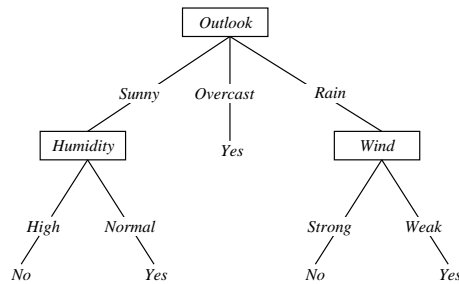 Outlook
Sunny Overcast Rain
Humidity Yes Wind
High Normal Strong Weak
No Yes No Yes